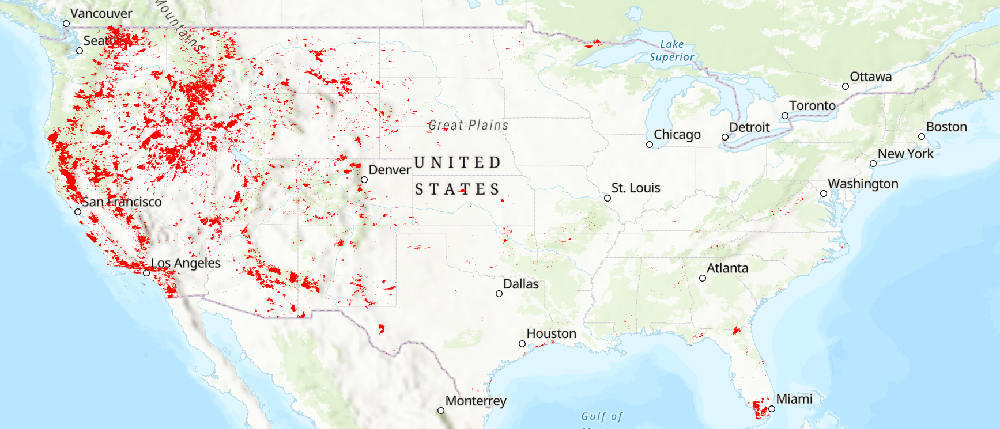 Vancouver
Mountains
Seattle
Lake
Superior
Ottawa
Toronto
Great Plains
Detroit
Boston
Chicago
New York
UNITED
Denver
STATES
St. Louis
Washington
San Francisco
Los Angeles
Atlanta
Dallas
Houston
Monterrey
Miami
Gulf of